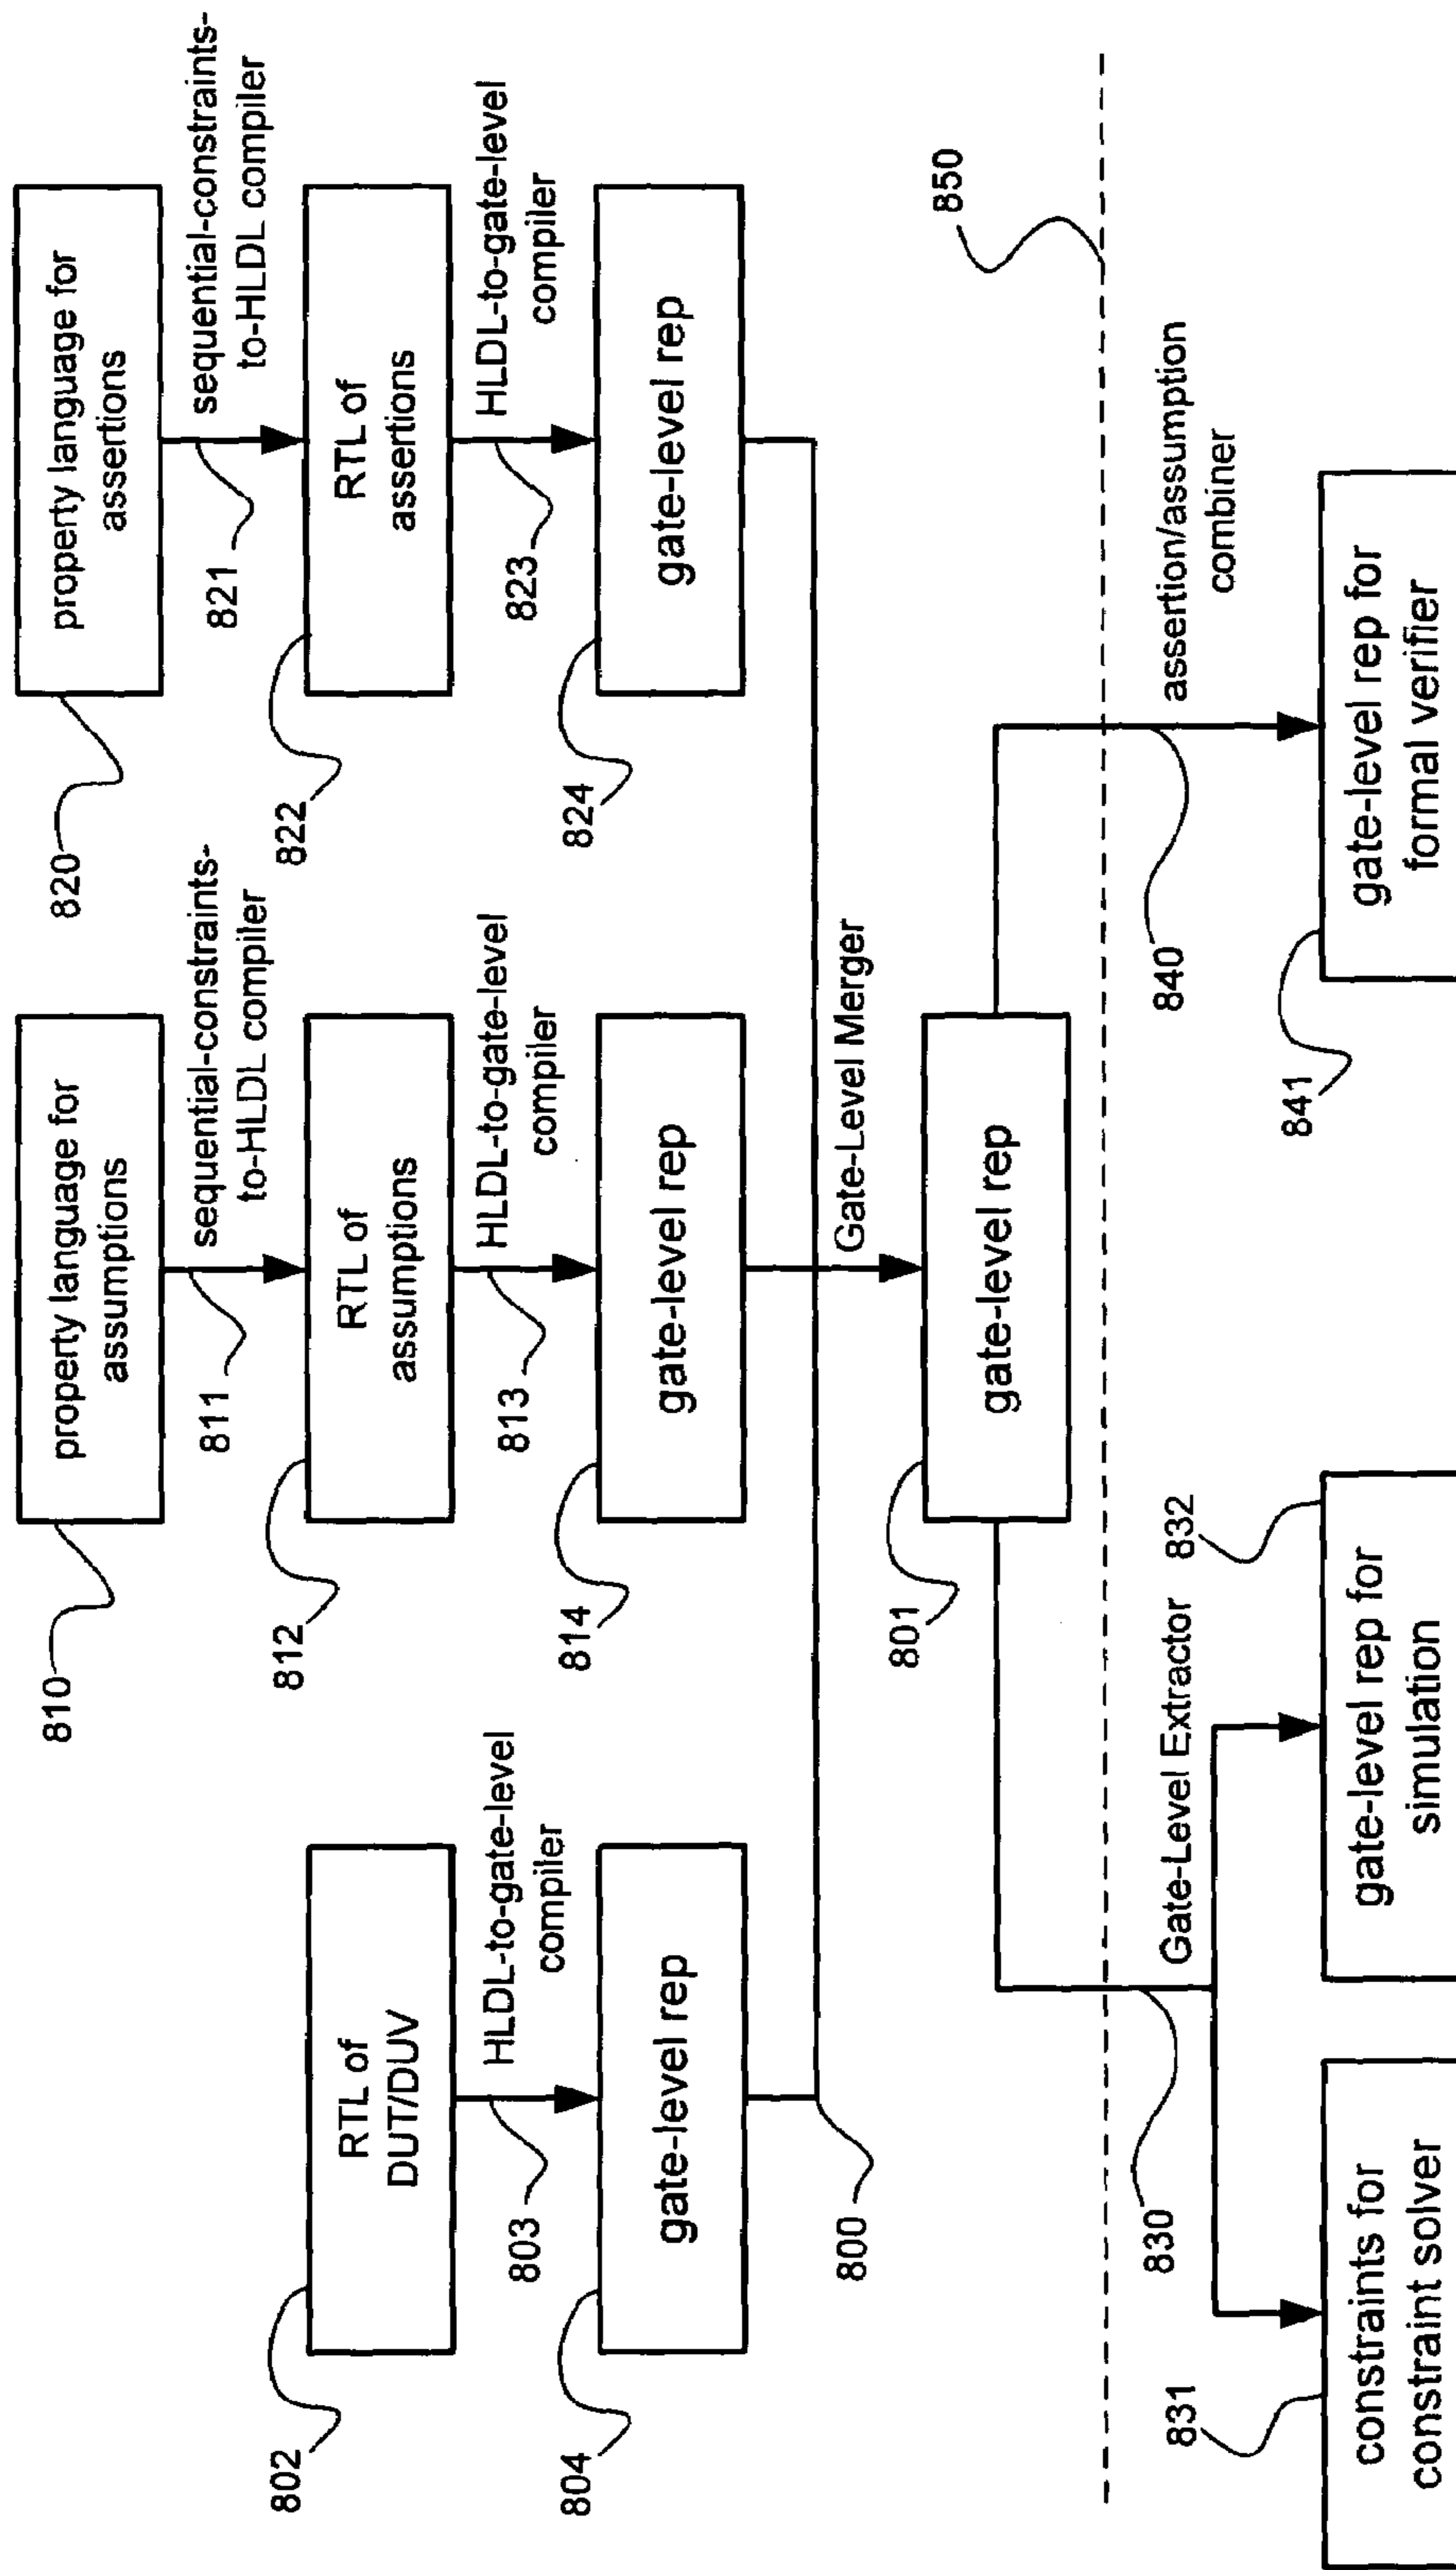 property language for
assumptions
property language for
assertions
810
820
sequential-constraints-
to-HLDL compiler
sequential-constraints-
to-HLDL compiler
811
821
RTL of
DUT/DUV
RTL of
assumptions
RTL of
assertions
802
812
822
HLDL-to-gate-level
compiler
HLDL-to-gate-level
compiler
HLDL-to-gate-level
compiler
803
813
823
gate-level rep
gate-level rep
gate-level rep
804
814
824
800
Gate-Level Merger
gate-level rep
801
850
830
Gate-Level Extractor
840
assertion/assumption
combiner
831
832
841
constraints for
constraint solver
gate-level rep for
simulation
gate-level rep for
formal verifier